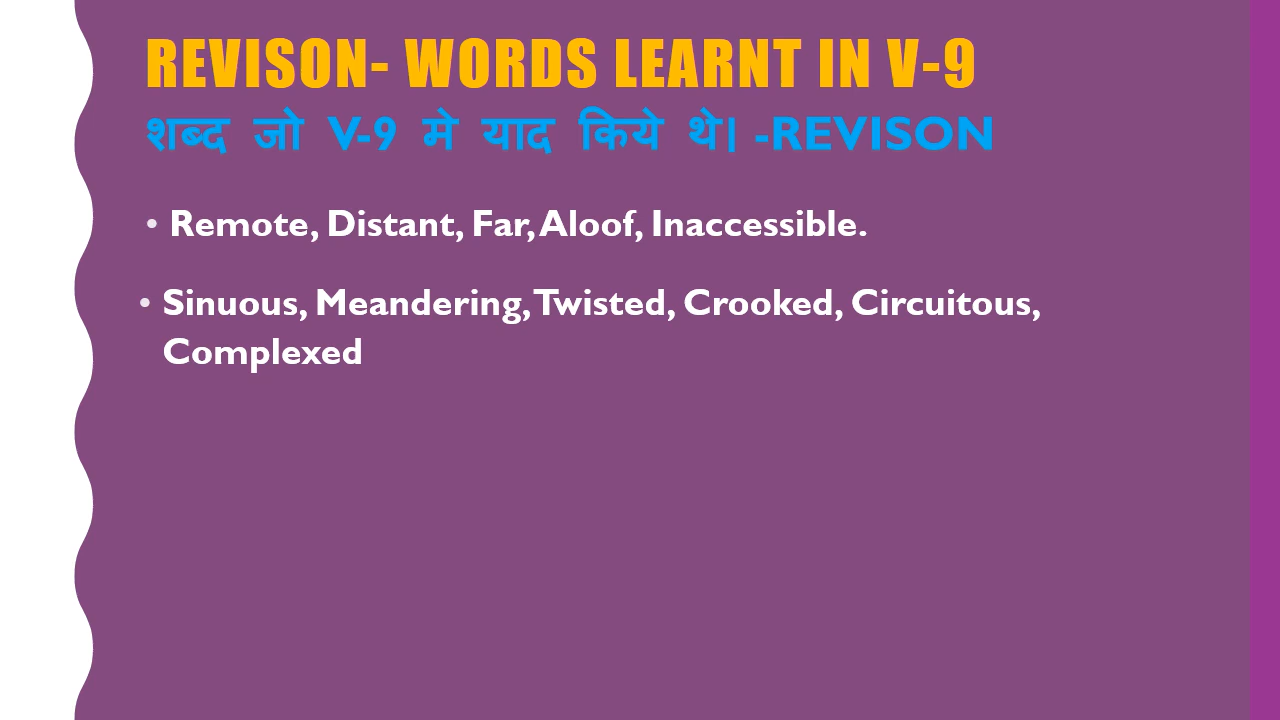 REVISON- WORDS LEARNT IN V-9
शब्द जो V-9 मे याद किये थे। -REVISON
• Remote, Distant, Far, Aloof, Inaccessible.
• Sinuous, Meandering, Twisted, Crooked, Circuitous,
Complexed